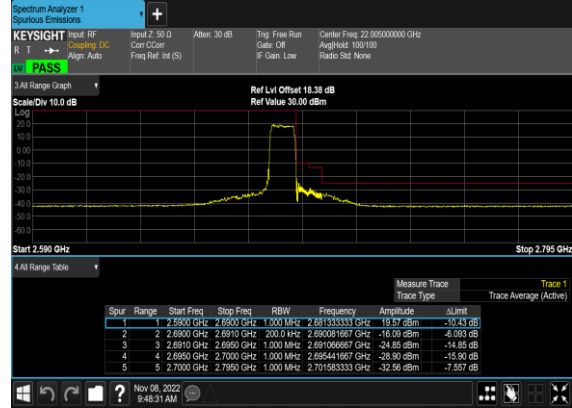 Spectrum Analyzer 1
Spurious Emissions
+
KEYSIGHT Input: RF Input Z: 50 Ω Atten: 30 dB Trig: Free Run Center Freq: 22.005000000 GHz
R T Coupling: DC Corr CCorr Gate: Off Avg|Hold: 100/100
Align: Auto Freq Ref: Int (S) IF Gain: Low Radio Std: None
PASS
3 All Range Graph
Ref Lvl Offset 18.38 dB
Scale/Div 10.0 dB Ref Value 30.00 dBm
Log
20.0
10.0
0.00
-10.0
-20.0
-30.0
-40.0
-50.0
-60.0
Start 2.590 GHz Stop 2.795 GHz
4 All Range Table
Measure Trace Trace 1
Trace Type Trace Average (Active)
Spur Range Start Freq Stop Freq RBW Frequency Amplitude ΔLimit
1 1 2.5900 GHz 2.6900 GHz 1.000 MHz 2.681333333 GHz 19.57 dBm -10.43 dB
2 2 2.6900 GHz 2.6910 GHz 200.0 kHz 2.690081667 GHz -16.09 dBm -6.093 dB
3 3 2.6910 GHz 2.6950 GHz 1.000 MHz 2.691066667 GHz -24.85 dBm -14.85 dB
4 4 2.6950 GHz 2.7000 GHz 1.000 MHz 2.695441667 GHz -28.90 dBm -15.90 dB
5 5 2.7000 GHz 2.7950 GHz 1.000 MHz 2.701583333 GHz -32.56 dBm -7.557 dB
? Nov 08, 2022
9:48:31 AM